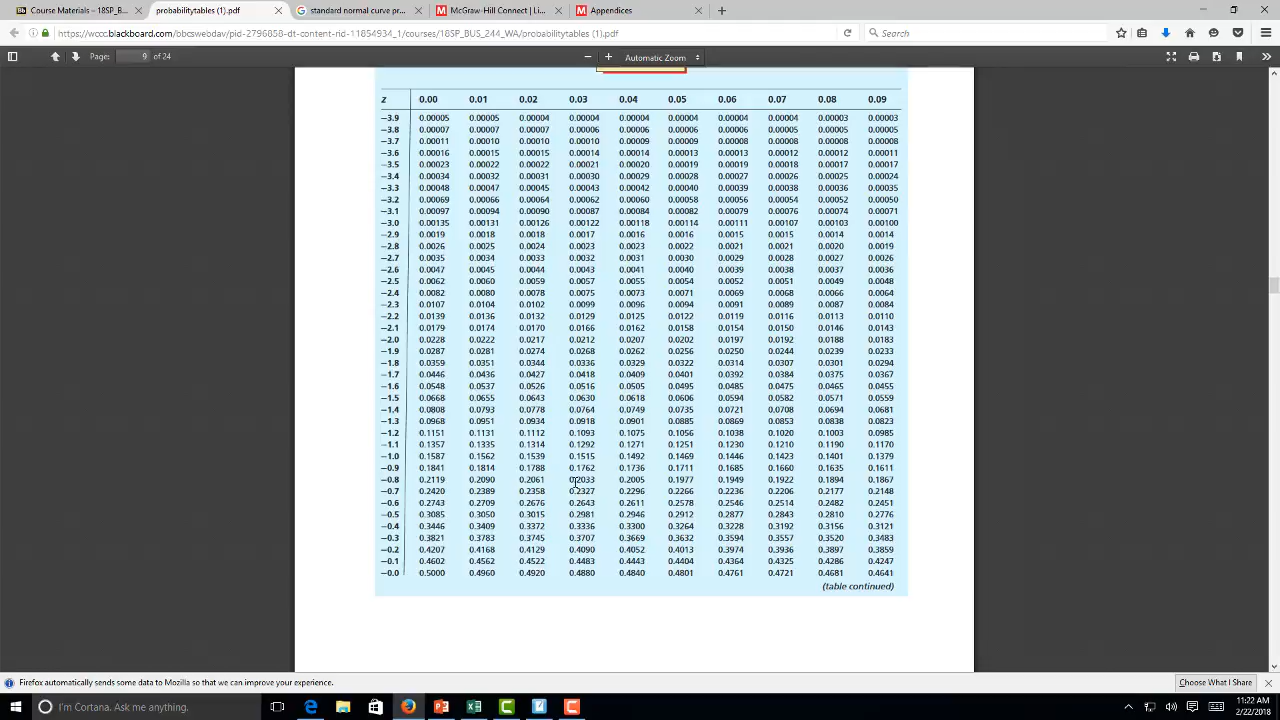 Course Materials – 18SP_B...
probabilitytables (1).pdf
standard normal curve pr...
McGraw-Hill Connect | L...
Appendices
https://wccc.blackboard.com/bbcswebdav/pid-2796858-dt-content-rid-11854934_1/courses/18SP_BUS_244_WA/probabilitytables (1).pdf
Search
Page: 9 of 24
Automatic Zoom
z 0.00 0.01 0.02 0.03 0.04 0.05 0.06 0.07 0.08 0.09
−3.9 0.00005 0.00005 0.00004 0.00004 0.00004 0.00004 0.00004 0.00004 0.00003 0.00003
−3.8 0.00007 0.00007 0.00007 0.00006 0.00006 0.00006 0.00006 0.00005 0.00005 0.00005
−3.7 0.00011 0.00010 0.00010 0.00010 0.00009 0.00009 0.00008 0.00008 0.00008 0.00008
−3.6 0.00016 0.00015 0.00015 0.00014 0.00014 0.00013 0.00013 0.00012 0.00012 0.00011
−3.5 0.00023 0.00022 0.00022 0.00021 0.00020 0.00019 0.00019 0.00018 0.00017 0.00017
−3.4 0.00034 0.00032 0.00031 0.00030 0.00029 0.00028 0.00027 0.00026 0.00025 0.00024
−3.3 0.00048 0.00047 0.00045 0.00043 0.00042 0.00040 0.00039 0.00038 0.00036 0.00035
−3.2 0.00069 0.00066 0.00064 0.00062 0.00060 0.00058 0.00056 0.00054 0.00052 0.00050
−3.1 0.00097 0.00094 0.00090 0.00087 0.00084 0.00082 0.00079 0.00076 0.00074 0.00071
−3.0 0.00135 0.00131 0.00126 0.00122 0.00118 0.00114 0.00111 0.00107 0.00103 0.00100
−2.9 0.0019 0.0018 0.0018 0.0017 0.0016 0.0016 0.0015 0.0015 0.0014 0.0014
−2.8 0.0026 0.0025 0.0024 0.0023 0.0023 0.0022 0.0021 0.0021 0.0020 0.0019
−2.7 0.0035 0.0034 0.0033 0.0032 0.0031 0.0030 0.0029 0.0028 0.0027 0.0026
−2.6 0.0047 0.0045 0.0044 0.0043 0.0041 0.0040 0.0039 0.0038 0.0037 0.0036
−2.5 0.0062 0.0060 0.0059 0.0057 0.0055 0.0054 0.0052 0.0051 0.0049 0.0048
−2.4 0.0082 0.0080 0.0078 0.0075 0.0073 0.0071 0.0069 0.0068 0.0066 0.0064
−2.3 0.0107 0.0104 0.0102 0.0099 0.0096 0.0094 0.0091 0.0089 0.0087 0.0084
−2.2 0.0139 0.0136 0.0132 0.0129 0.0125 0.0122 0.0119 0.0116 0.0113 0.0110
−2.1 0.0179 0.0174 0.0170 0.0166 0.0162 0.0158 0.0154 0.0150 0.0146 0.0143
−2.0 0.0228 0.0222 0.0217 0.0212 0.0207 0.0202 0.0197 0.0192 0.0188 0.0183
−1.9 0.0287 0.0281 0.0274 0.0268 0.0262 0.0256 0.0250 0.0244 0.0239 0.0233
−1.8 0.0359 0.0351 0.0344 0.0336 0.0329 0.0322 0.0314 0.0307 0.0301 0.0294
−1.7 0.0446 0.0436 0.0427 0.0418 0.0409 0.0401 0.0392 0.0384 0.0375 0.0367
−1.6 0.0548 0.0537 0.0526 0.0516 0.0505 0.0495 0.0485 0.0475 0.0465 0.0455
−1.5 0.0668 0.0655 0.0643 0.0630 0.0618 0.0606 0.0594 0.0582 0.0571 0.0559
−1.4 0.0808 0.0793 0.0778 0.0764 0.0749 0.0735 0.0721 0.0708 0.0694 0.0681
−1.3 0.0968 0.0951 0.0934 0.0918 0.0901 0.0885 0.0869 0.0853 0.0838 0.0823
−1.2 0.1151 0.1131 0.1112 0.1093 0.1075 0.1056 0.1038 0.1020 0.1003 0.0985
−1.1 0.1357 0.1335 0.1314 0.1292 0.1271 0.1251 0.1230 0.1210 0.1190 0.1170
−1.0 0.1587 0.1562 0.1539 0.1515 0.1492 0.1469 0.1446 0.1423 0.1401 0.1379
−0.9 0.1841 0.1814 0.1788 0.1762 0.1736 0.1711 0.1685 0.1660 0.1635 0.1611
−0.8 0.2119 0.2090 0.2061 0.2033 0.2005 0.1977 0.1949 0.1922 0.1894 0.1867
−0.7 0.2420 0.2389 0.2358 0.2327 0.2296 0.2266 0.2236 0.2206 0.2177 0.2148
−0.6 0.2743 0.2709 0.2676 0.2643 0.2611 0.2578 0.2546 0.2514 0.2482 0.2451
−0.5 0.3085 0.3050 0.3015 0.2981 0.2946 0.2912 0.2877 0.2843 0.2810 0.2776
−0.4 0.3446 0.3409 0.3372 0.3336 0.3300 0.3264 0.3228 0.3192 0.3156 0.3121
−0.3 0.3821 0.3783 0.3745 0.3707 0.3669 0.3632 0.3594 0.3557 0.3520 0.3483
−0.2 0.4207 0.4168 0.4129 0.4090 0.4052 0.4013 0.3974 0.3936 0.3897 0.3859
−0.1 0.4602 0.4562 0.4522 0.4483 0.4443 0.4404 0.4364 0.4325 0.4286 0.4247
−0.0 0.5000 0.4960 0.4920 0.4880 0.4840 0.4801 0.4761 0.4721 0.4681 0.4641
(table continued)
Firefox automatically sends some data to Mozilla so that we can improve your experience.
Choose What I Share
I'm Cortana. Ask me anything.
11:22 AM
2/22/2018